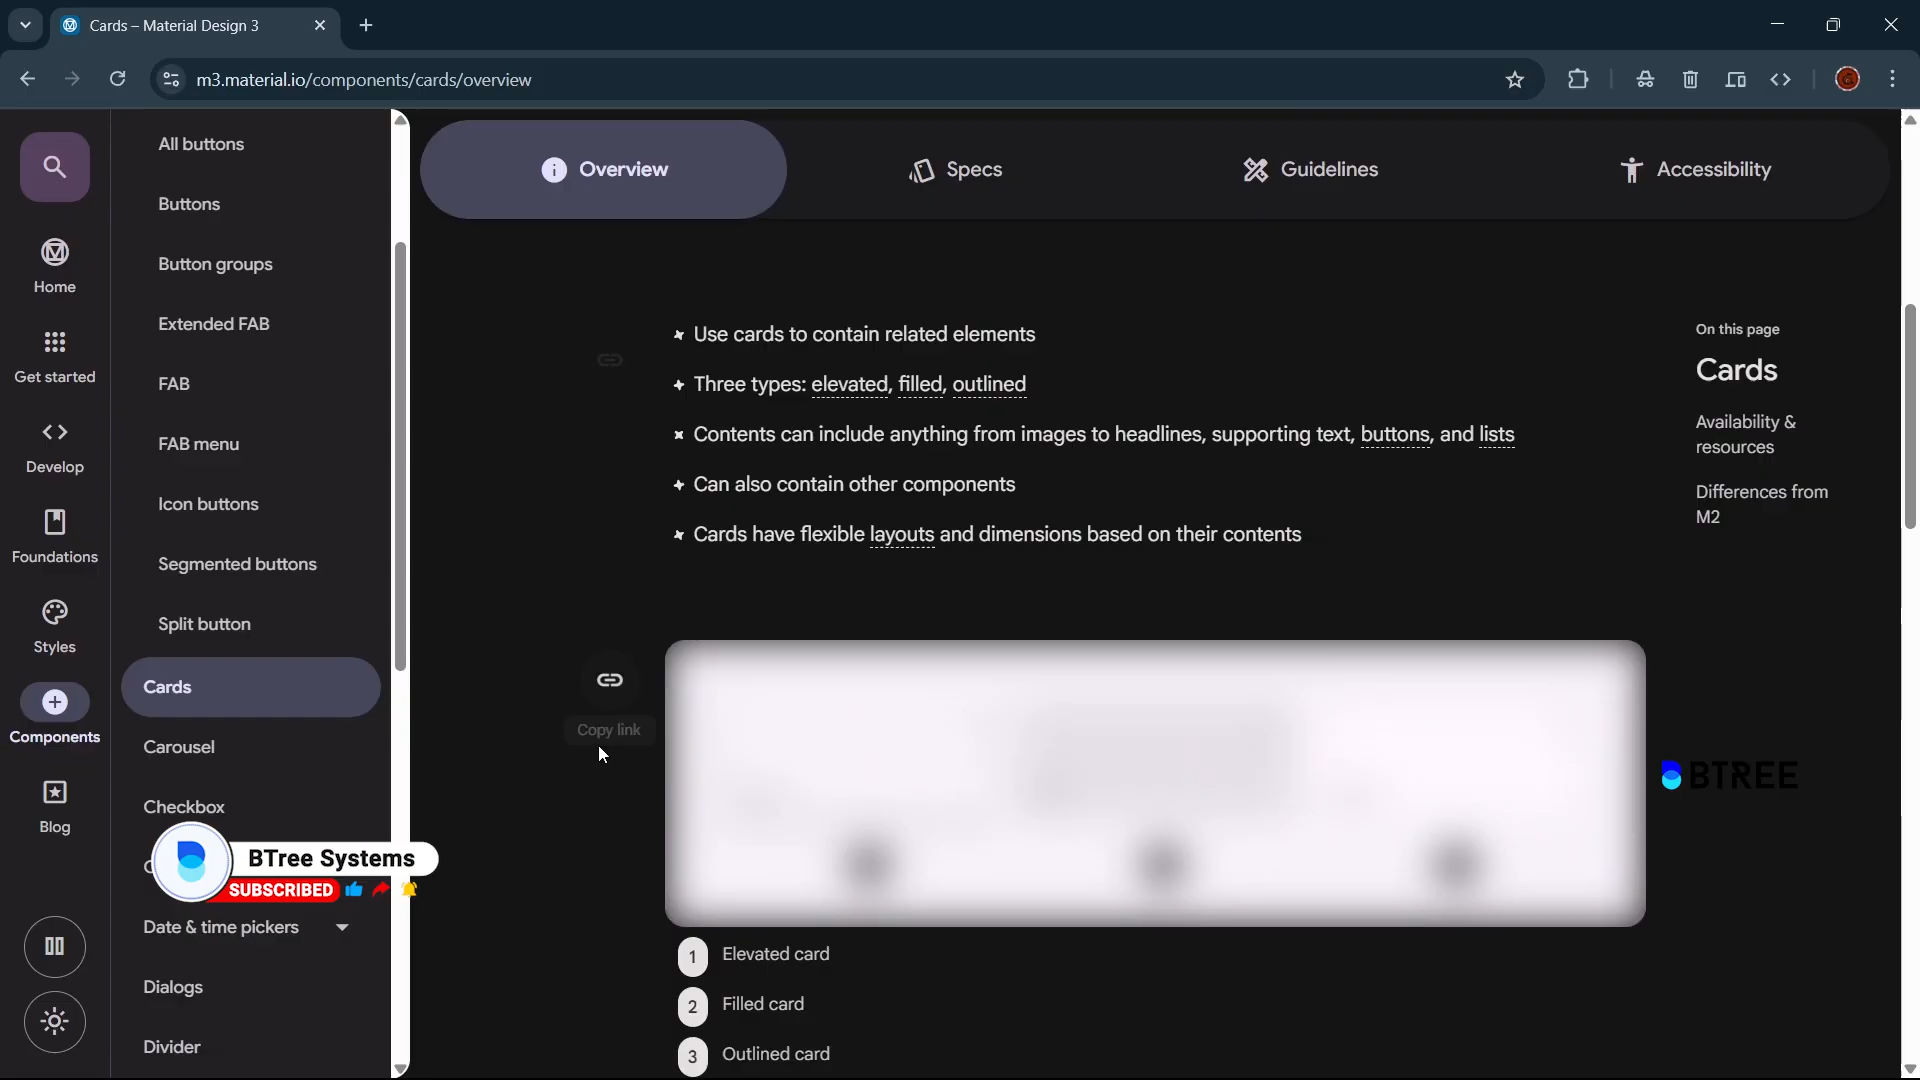 Cards – Material Design 3
m3.material.io/components/cards/overview
Home
Get started
Develop
Foundations
Styles
Components
Blog
All buttons
Buttons
Button groups
Extended FAB
FAB
FAB menu
Icon buttons
Segmented buttons
Split button
Cards
Carousel
Checkbox
BTree Systems
SUBSCRIBED
Date & time pickers
Dialogs
Divider
Overview
Specs
Guidelines
Accessibility
Use cards to contain related elements
Three types: elevated, filled, outlined
Contents can include anything from images to headlines, supporting text, buttons, and lists
Can also contain other components
Cards have flexible layouts and dimensions based on their contents
Copy link
1 Elevated card
2 Filled card
3 Outlined card
On this page
Cards
Availability &
resources
Differences from
M2
BTREE